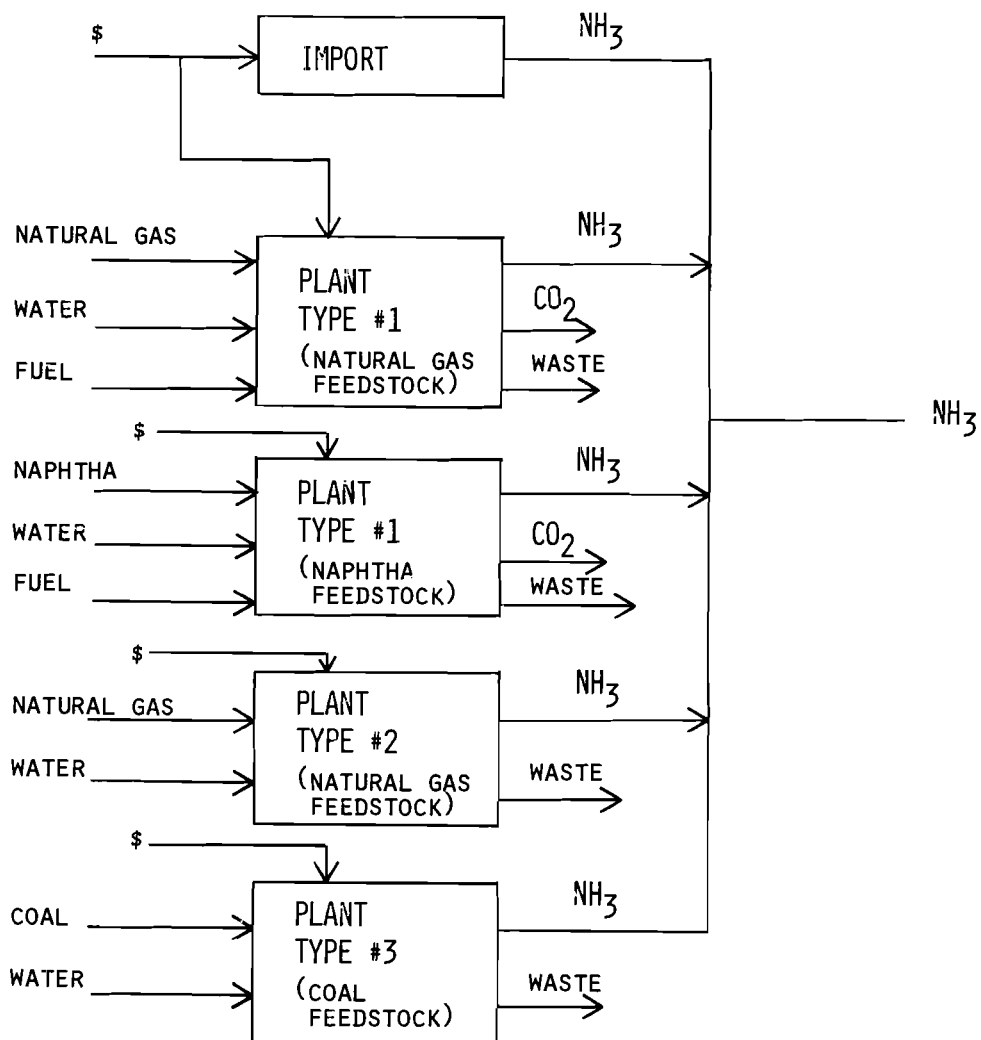 $
IMPORT
NH3
NATURAL GAS
WATER
FUEL
PLANT
TYPE #1
(NATURAL GAS
FEEDSTOCK)
NH3
CO2
WASTE
NH3
$
NAPHTHA
WATER
FUEL
PLANT
TYPE #1
(NAPHTHA
FEEDSTOCK)
NH3
CO2
WASTE
$
NATURAL GAS
WATER
PLANT
TYPE #2
(NATURAL GAS
FEEDSTOCK)
NH3
WASTE
$
COAL
WATER
PLANT
TYPE #3
(COAL
FEEDSTOCK)
NH3
WASTE